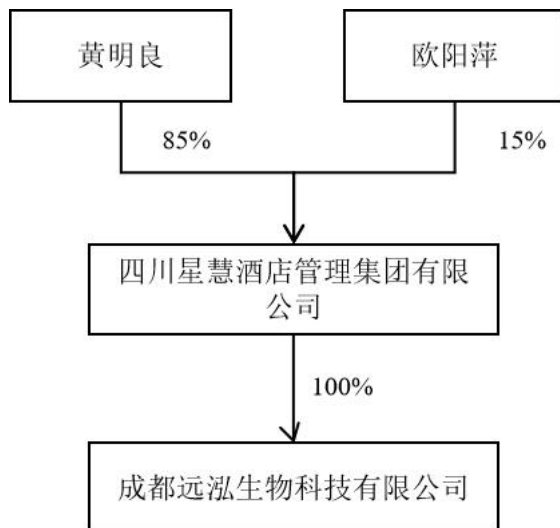 黄明良
欧阳萍
85%
15%
四川星慧酒店管理集团有限
公司
100%
成都远泓生物科技有限公司